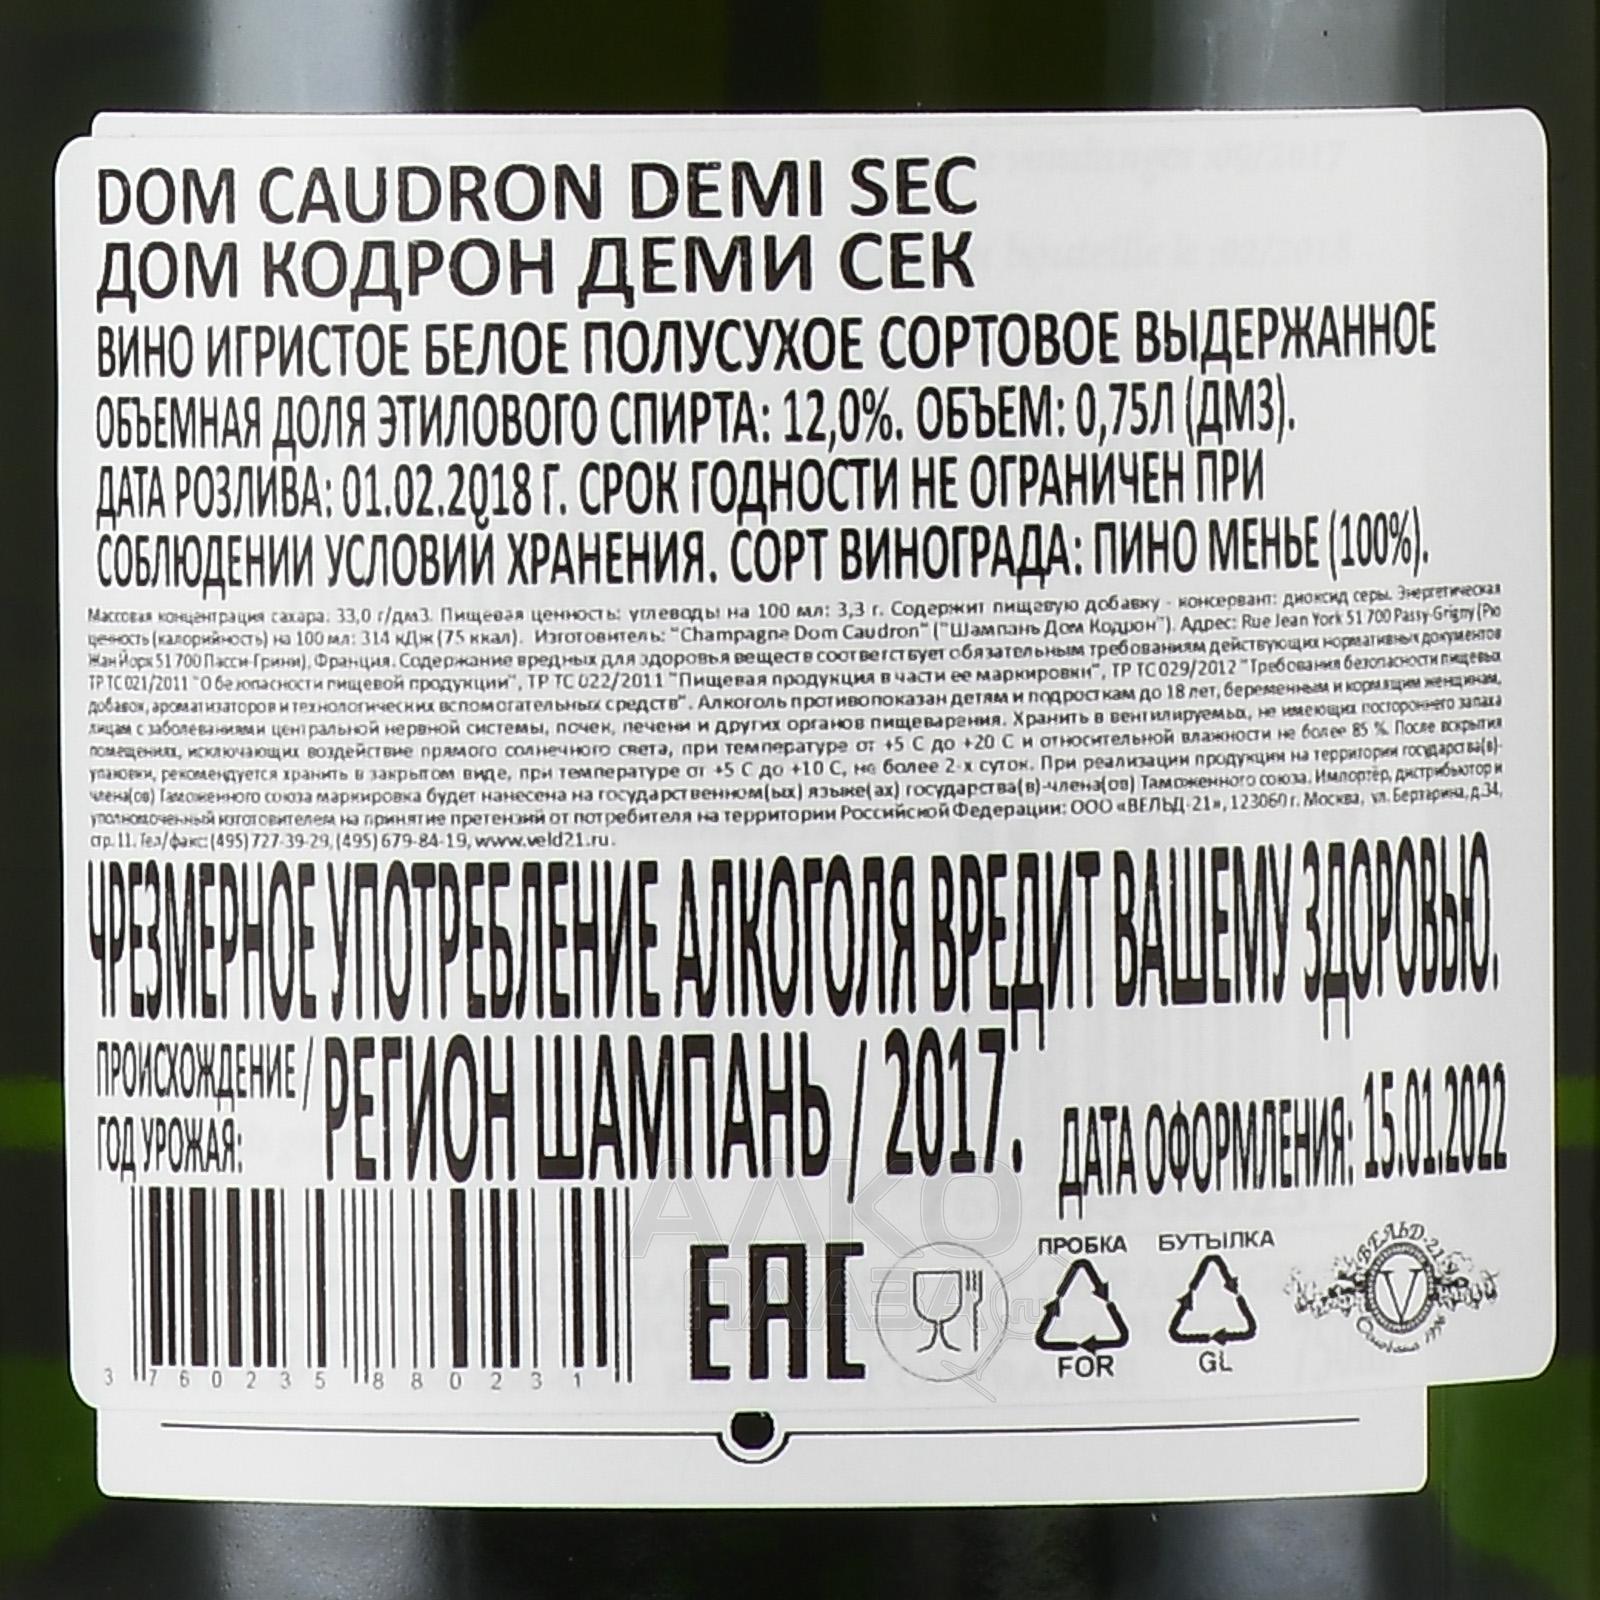 DOM CAUDRON DEMI SEC
ДОМ КОДРОН ДЕМИ СЕК
ВИНО ИГРИСТОЕ БЕЛОЕ ПОЛУСУХОЕ СОРТОВОЕ ВЫДЕРЖАННОЕ
ОБЪЕМНАЯ ДОЛЯ ЭТИЛОВОГО СПИРТА: 12,0%. ОБЪЕМ: 0,75Л (ДМ3).
ДАТА РОЗЛИВА: 01.02.2018 Г. СРОК ГОДНОСТИ НЕ ОГРАНИЧЕН ПРИ
СОБЛЮДЕНИИ УСЛОВИЙ ХРАНЕНИЯ. СОРТ ВИНОГРАДА: ПИНО МЕНЬЕ (100%).
Массовая концентрация сахара: 33,0 г/дм3. Пищевая ценность: углеводы на 100 мл: 3,3 г. Содержит пищевую добавку - консервант: диоксид серы. Энергетическая
ценность (калорийность) на 100 мл: 314 кДж (75 ккал). Изготовитель: "Champagne Dom Caudron" ("Шампань Дом Кодрон"). Адрес: Rue Jean York 51 700 Passy-Grigny (Рю
Жан Йорк 51 700 Пасси-Грини), Франция. Содержание вредных для здоровья веществ соответствует обязательным требованиям действующих нормативных документов
ТР ТС 021/2011 "О безопасности пищевой продукции", ТР ТС 022/2011 "Пищевая продукция в части ее маркировки", ТР ТС 029/2012 "Требования безопасности пищевых
добавок, ароматизаторов и технологических вспомогательных средств". Алкоголь противопоказан детям и подросткам до 18 лет, беременным и кормящим женщинам,
лицам с заболеваниями центральной нервной системы, почек, печени и других органов пищеварения. Хранить в вентилируемых, не имеющих постороннего запаха
помещениях, исключающих воздействие прямого солнечного света, при температуре от +5 С до +20 С и относительной влажности не более 85 %. После вскрытия
упаковки, рекомендуется хранить в закрытом виде, при температуре от +5 С до +10 С, не более 2-х суток. При реализации продукции на территории государства(в)-
члена(ов) Таможенного союза маркировка будет нанесена на государственном(ых) языке(ах) государства(в)-члена(ов) Таможенного союза. Импортёр, дистрибьютор и
уполномоченный изготовителем на принятие претензий от потребителя на территории Российской Федерации: ООО «ВЕЛЬД-21», 123060 г. Москва, ул. Бертарина, д.34,
стр. 11. Тел/факс: (495) 727-39-29, (495) 679-84-19, www.veld21.ru.
ЧРЕЗМЕРНОЕ УПОТРЕБЛЕНИЕ АЛКОГОЛЯ ВРЕДИТ ВАШЕМУ ЗДОРОВЬЮ.
ПРОИСХОЖДЕНИЕ /
ГОД УРОЖАЯ:
РЕГИОН ШАМПАНЬ / 2017.
ДАТА ОФОРМЛЕНИЯ: 15.01.2022
3 760235 880231
ЕАС
ПРОБКА
FOR
БУТЫЛКА
GL
ВЕЛЬД-21
V
Основана 1996
АЛКО
ПЛАЗА.ru